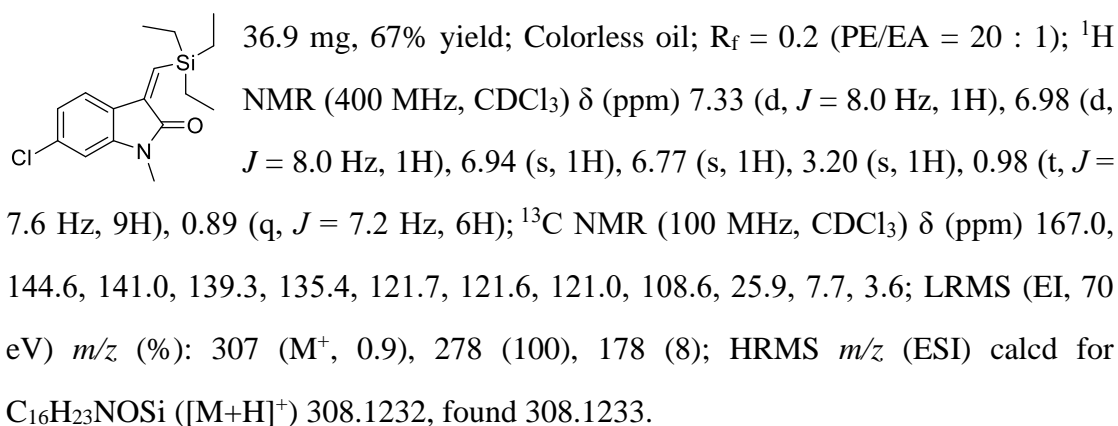 Si
O
N
Cl
36.9 mg, 67% yield; Colorless oil; Rf = 0.2 (PE/EA = 20 : 1); ¹H
NMR (400 MHz, CDCl₃) δ (ppm) 7.33 (d, J = 8.0 Hz, 1H), 6.98 (d,
J = 8.0 Hz, 1H), 6.94 (s, 1H), 6.77 (s, 1H), 3.20 (s, 1H), 0.98 (t, J =
7.6 Hz, 9H), 0.89 (q, J = 7.2 Hz, 6H); ¹³C NMR (100 MHz, CDCl₃) δ (ppm) 167.0,
144.6, 141.0, 139.3, 135.4, 121.7, 121.6, 121.0, 108.6, 25.9, 7.7, 3.6; LRMS (EI, 70
eV) m/z (%): 307 (M⁺, 0.9), 278 (100), 178 (8); HRMS m/z (ESI) calcd for
C₁₆H₂₃NOSi ([M+H]⁺) 308.1232, found 308.1233.